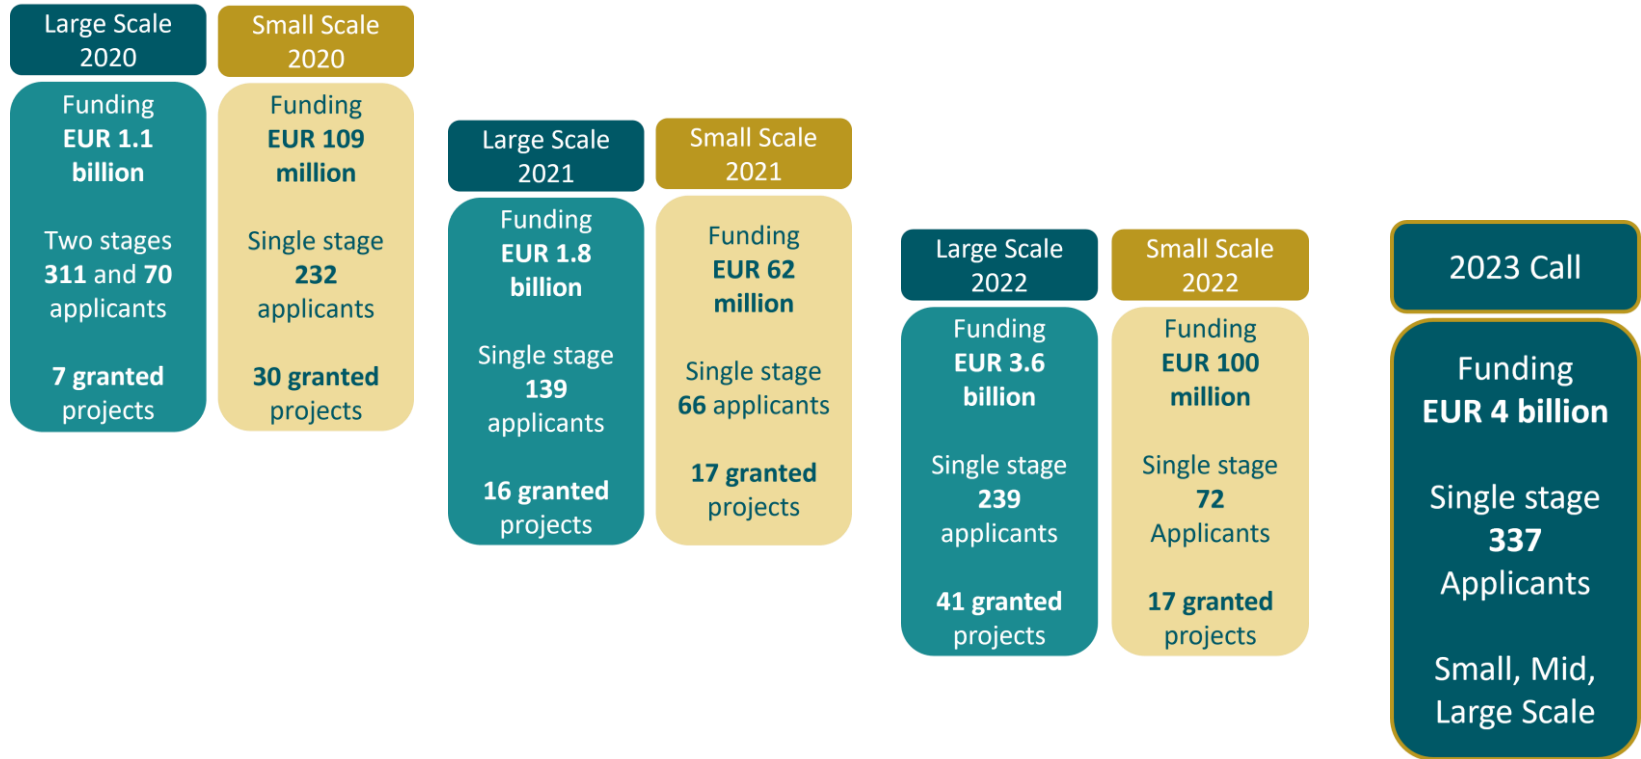 Large Scale
2020
Funding
EUR 1.1
billion
Two stages
311 and 70
applicants
7 granted
projects
Small Scale
2020
Funding
EUR 109
million
Single stage
232
applicants
30 granted
projects
Large Scale
2021
Funding
EUR 1.8
billion
Single stage
139
applicants
16 granted
projects
Small Scale
2021
Funding
EUR 62
million
Single stage
66 applicants
17 granted
projects
Large Scale
2022
Funding
EUR 3.6
billion
Single stage
239
applicants
41 granted
projects
Small Scale
2022
Funding
EUR 100
million
Single stage
72
Applicants
17 granted
projects
2023 Call
Funding
EUR 4 billion
Single stage
337
Applicants
Small, Mid,
Large Scale